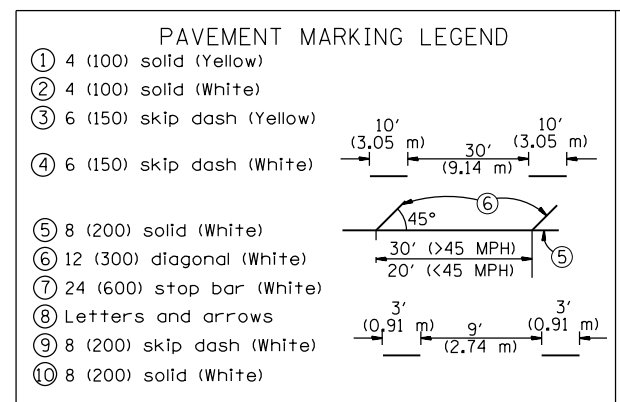 PAVEMENT MARKING LEGEND
① 4 (100) solid (Yellow)
② 4 (100) solid (White)
③ 6 (150) skip dash (Yellow)
10' 10'
(3.05 m) 30' (3.05 m)
④ 6 (150) skip dash (White)
(9.14 m)
⑥
45°
⑤ 8 (200) solid (White)
30' (>45 MPH) ⑤
⑥ 12 (300) diagonal (White)
20' (<45 MPH)
⑦ 24 (600) stop bar (White)
⑧ Letters and arrows
3' 3'
(0.91 m) 9' (0.91 m)
⑨ 8 (200) skip dash (White)
(2.74 m)
⑩ 8 (200) solid (White)